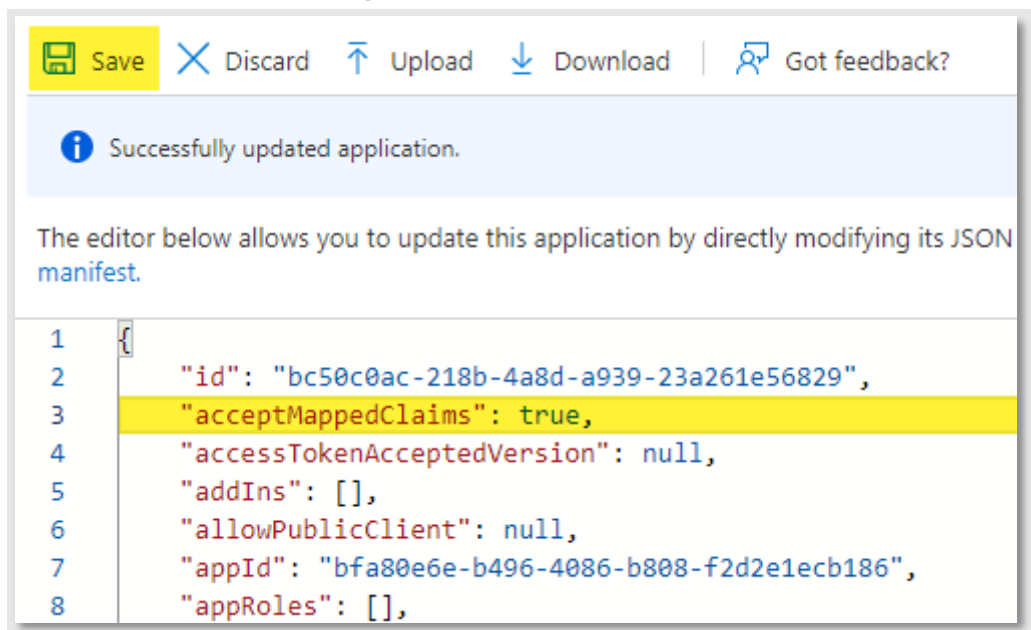 Save Discard Upload Download Got feedback?
Successfully updated application.
The editor below allows you to update this application by directly modifying its JSON
manifest.
1 {
2 "id": "bc50c0ac-218b-4a8d-a939-23a261e56829",
3 "acceptMappedClaims": true,
4 "accessTokenAcceptedVersion": null,
5 "addIns": [],
6 "allowPublicClient": null,
7 "appId": "bfa80e6e-b496-4086-b808-f2d2e1ecb186",
8 "appRoles": [],